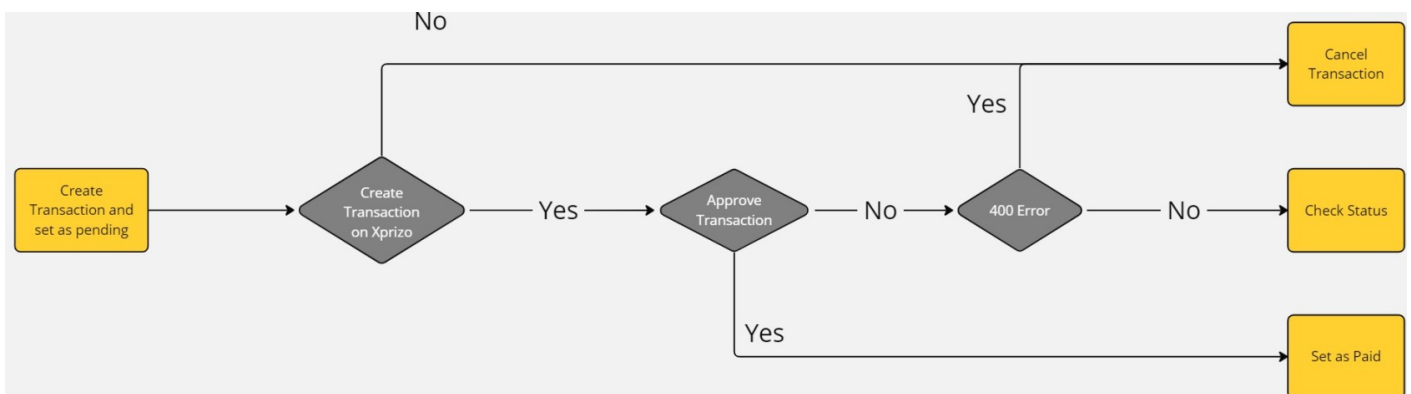 No
Cancel
Transaction
Yes
Create
Transaction and
set as pending
Create
Transaction
on Xprizo
Yes
Approve
Transaction
No
400 Error
No
Check Status
Yes
Set as Paid